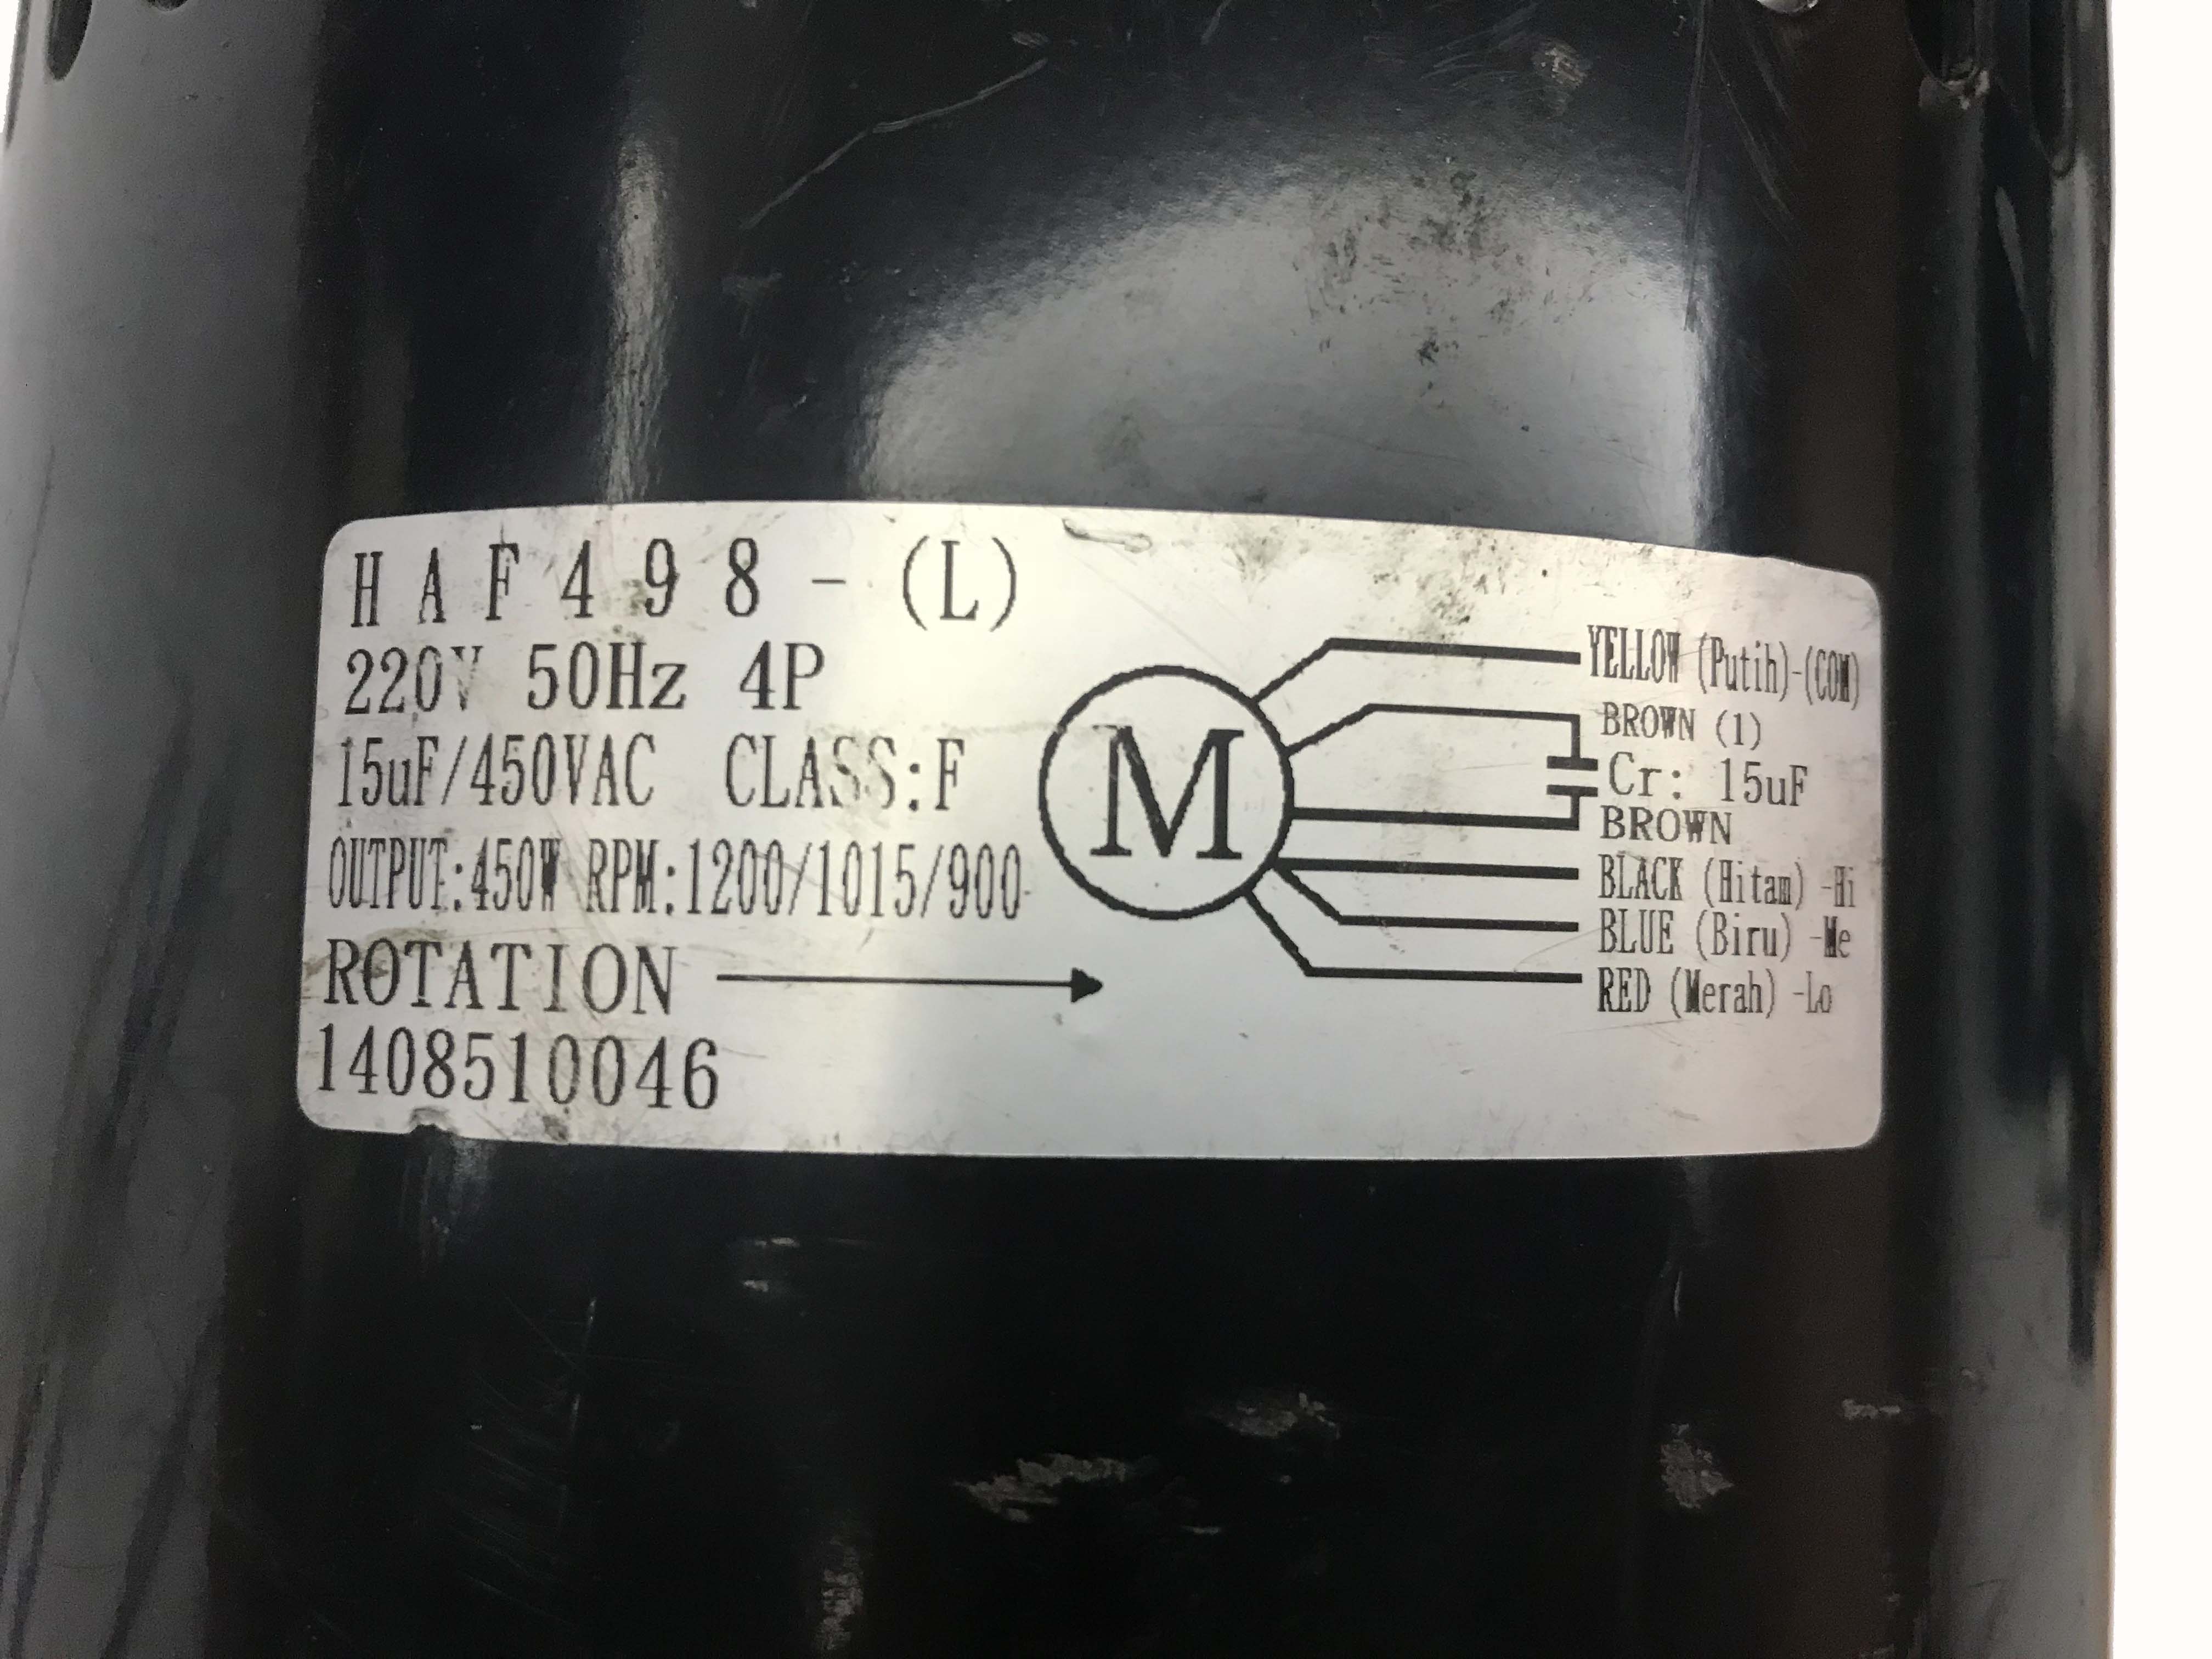 HAF498-(L)
220V 50Hz 4P
15uF/450VAC CLASS:F
OUTPUT:450W RPM:1200/1015/900
ROTATION
1408510046
M
YELLOW (Putih)-(COM)
BROWN (1)
Cr: 15uF
BROWN
BLACK (Hitam) -Hi
BLUE (Biru) -Me
RED (Merah) -Lo